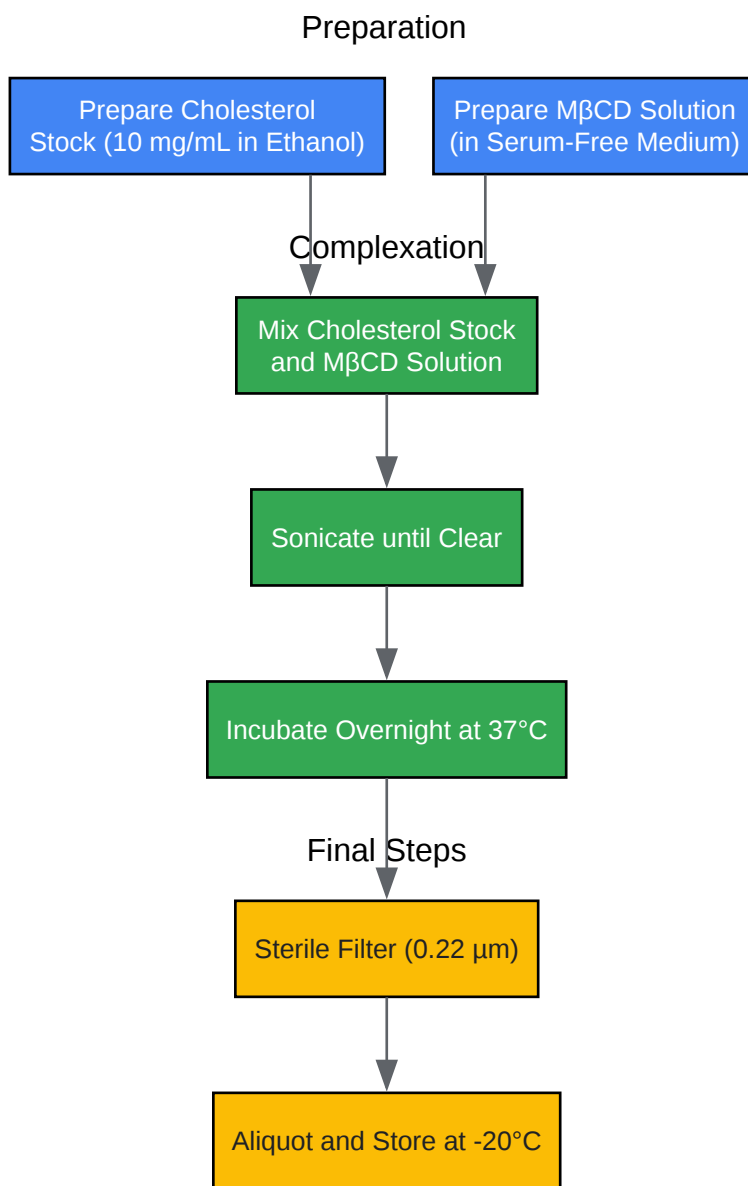 Preparation
Prepare Cholesterol
Stock (10 mg/mL in Ethanol)
Prepare MβCD Solution
(in Serum-Free Medium)
Complexation
Mix Cholesterol Stock
and MβCD Solution
Sonicate until Clear
Incubate Overnight at 37°C
Final Steps
Sterile Filter (0.22 µm)
Aliquot and Store at -20°C